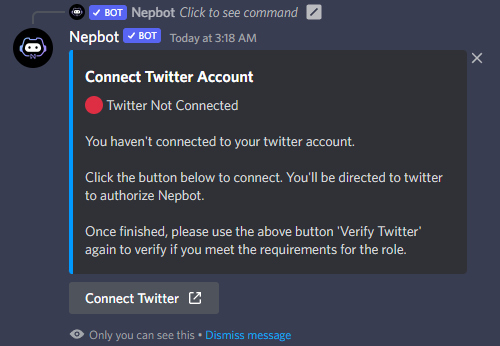 ✓ BOT Nepbot Click to see command
Nepbot ✓ BOT Today at 3:18 AM
Connect Twitter Account
Twitter Not Connected
You haven't connected to your twitter account.
Click the button below to connect. You'll be directed to twitter
to authorize Nepbot.
Once finished, please use the above button 'Verify Twitter'
again to verify if you meet the requirements for the role.
Connect Twitter
Only you can see this • Dismiss message